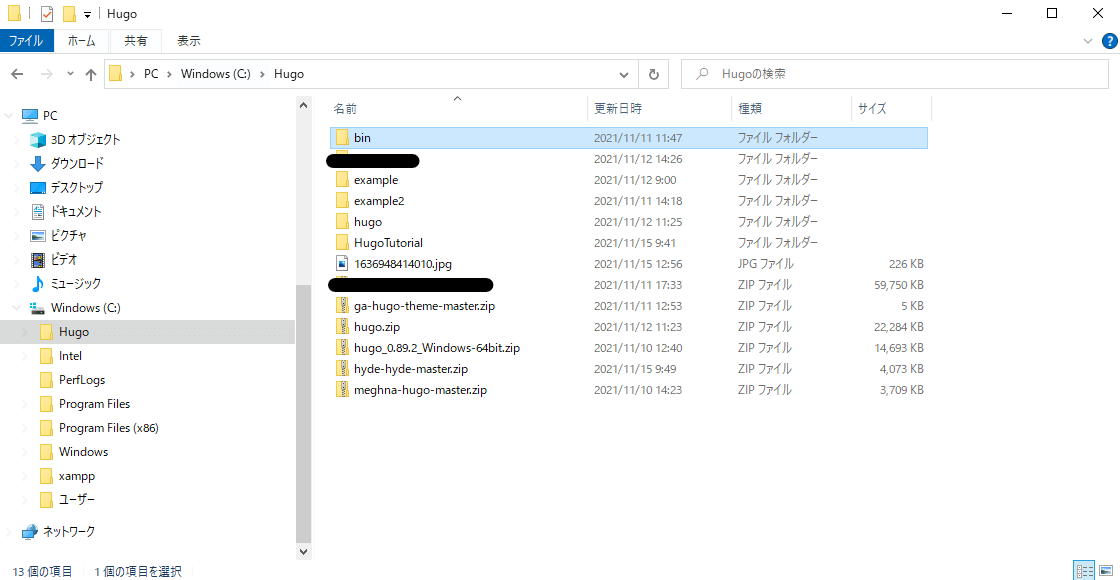 Hugo
ファイル ホーム 共有 表示
PC Windows (C:) Hugo Hugoの検索
名前 更新日時 種類 サイズ
PC
3D オブジェクト
ダウンロード
デスクトップ
ドキュメント
ピクチャ
ビデオ
ミュージック
Windows (C:)
Hugo
Intel
PerfLogs
Program Files
Program Files (x86)
Windows
xampp
ユーザー
ネットワーク
bin 2021/11/11 11:47 ファイル フォルダー
2021/11/12 14:26 ファイル フォルダー
example 2021/11/12 9:00 ファイル フォルダー
example2 2021/11/11 14:18 ファイル フォルダー
hugo 2021/11/12 11:25 ファイル フォルダー
HugoTutorial 2021/11/15 9:41 ファイル フォルダー
1636948414010.jpg 2021/11/15 12:56 JPG ファイル 226 KB
2021/11/11 17:33 ZIP ファイル 59,750 KB
ga-hugo-theme-master.zip 2021/11/11 12:53 ZIP ファイル 5 KB
hugo.zip 2021/11/12 11:23 ZIP ファイル 22,284 KB
hugo_0.89.2_Windows-64bit.zip 2021/11/10 12:40 ZIP ファイル 14,693 KB
hyde-hyde-master.zip 2021/11/15 9:49 ZIP ファイル 4,073 KB
meghna-hugo-master.zip 2021/11/10 14:23 ZIP ファイル 3,709 KB
13 個の項目 1 個の項目を選択